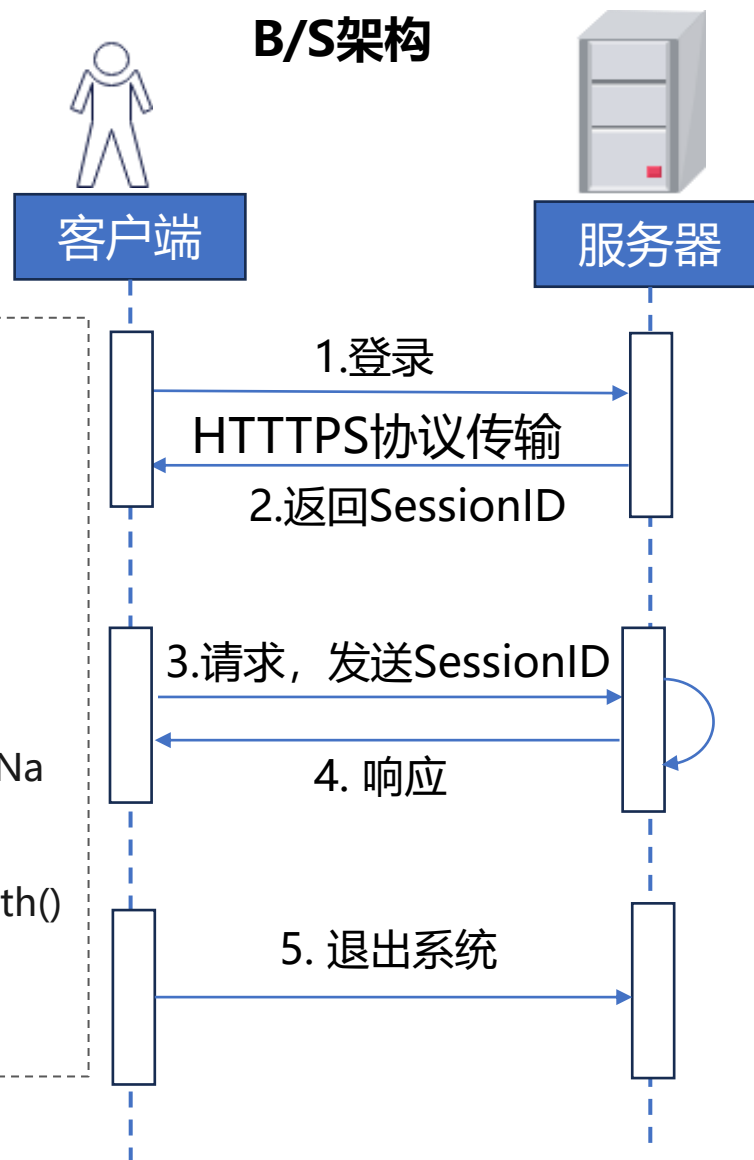 B/S架构
客户端
服务器
1.登录
HTTTPS协议传输
2.返回SessionID
3.请求，发送SessionID
4. 响应
Na
th()
5. 退出系统